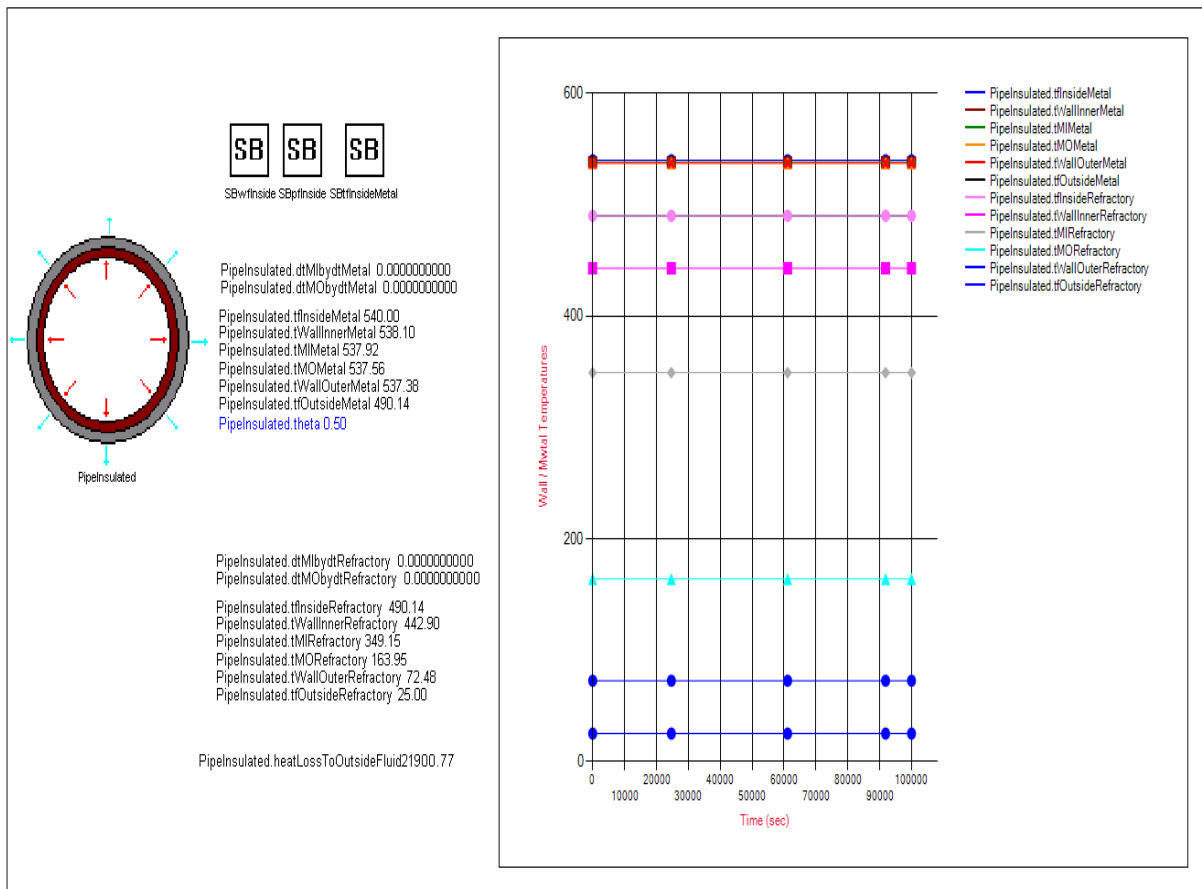 SB SB SB
SBwfInside SBpfInside SBtfInsideMetal
PipeInsulated.dtMIbydtMetal 0.0000000000
PipeInsulated.dtMObydtMetal 0.0000000000
PipeInsulated.tfInsideMetal 540.00
PipeInsulated.tWallInnerMetal 538.10
PipeInsulated.tMIMetal 537.92
PipeInsulated.tMOMetal 537.56
PipeInsulated.tWallOuterMetal 537.38
PipeInsulated.tfOutsideMetal 490.14
PipeInsulated.theta 0.50
PipeInsulated
PipeInsulated.dtMIbydtRefractory 0.0000000000
PipeInsulated.dtMObydtRefractory 0.0000000000
PipeInsulated.tfInsideRefractory 490.14
PipeInsulated.tWallInnerRefractory 442.90
PipeInsulated.tMIRefractory 349.15
PipeInsulated.tMORefractory 163.95
PipeInsulated.tWallOuterRefractory 72.48
PipeInsulated.tfOutsideRefractory 25.00
PipeInsulated.heatLossToOutsideFluid21900.77
Wall / Mwtal Temperatures
600
400
200
0
0 20000 40000 60000 80000 100000
10000 30000 50000 70000 90000
Time (sec)
PipeInsulated.tfInsideMetal
PipeInsulated.tWallInnerMetal
PipeInsulated.tMIMetal
PipeInsulated.tMOMetal
PipeInsulated.tWallOuterMetal
PipeInsulated.tfOutsideMetal
PipeInsulated.tfInsideRefractory
PipeInsulated.tWallInnerRefractory
PipeInsulated.tMIRefractory
PipeInsulated.tMORefractory
PipeInsulated.tWallOuterRefractory
PipeInsulated.tfOutsideRefractory